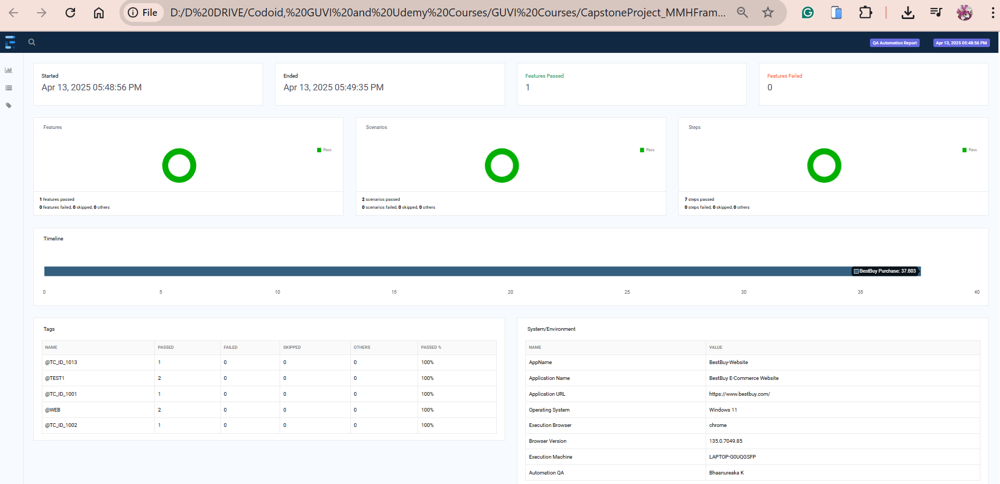 File D:/D%20DRIVE/Codoid,%20GUVI%20and%20Udemy%20Courses/GUVI%20Courses/CapstoneProject_MMHFram...
QA Automation Report Apr 13, 2025 05:48:56 PM
Started
Apr 13, 2025 05:48:56 PM
Ended
Apr 13, 2025 05:49:35 PM
Features Passed
1
Features Failed
0
Features
Pass
1 features passed
0 features failed, 0 skipped, 0 others
Scenarios
Pass
2 scenarios passed
0 scenarios failed, 0 skipped, 0 others
Steps
Pass
7 steps passed
0 steps failed, 0 skipped, 0 others
Timeline
BestBuy Purchase: 37.603
0 5 10 15 20 25 30 35 40
Tags
NAME PASSED FAILED SKIPPED OTHERS PASSED %
@TC_ID_1013 1 0 0 0 100%
@TEST1 2 0 0 0 100%
@TC_ID_1001 1 0 0 0 100%
@WEB 2 0 0 0 100%
@TC_ID_1002 1 0 0 0 100%
System/Environment
NAME VALUE
AppName BestBuy-Website
Application Name BestBuy E-Commerce Website
Application URL https://www.bestbuy.com/
Operating System Windows 11
Execution Browser chrome
Browser Version 135.0.7049.85
Execution Machine LAPTOP-G0UQGSFP
Automation QA Bhaanureaka K